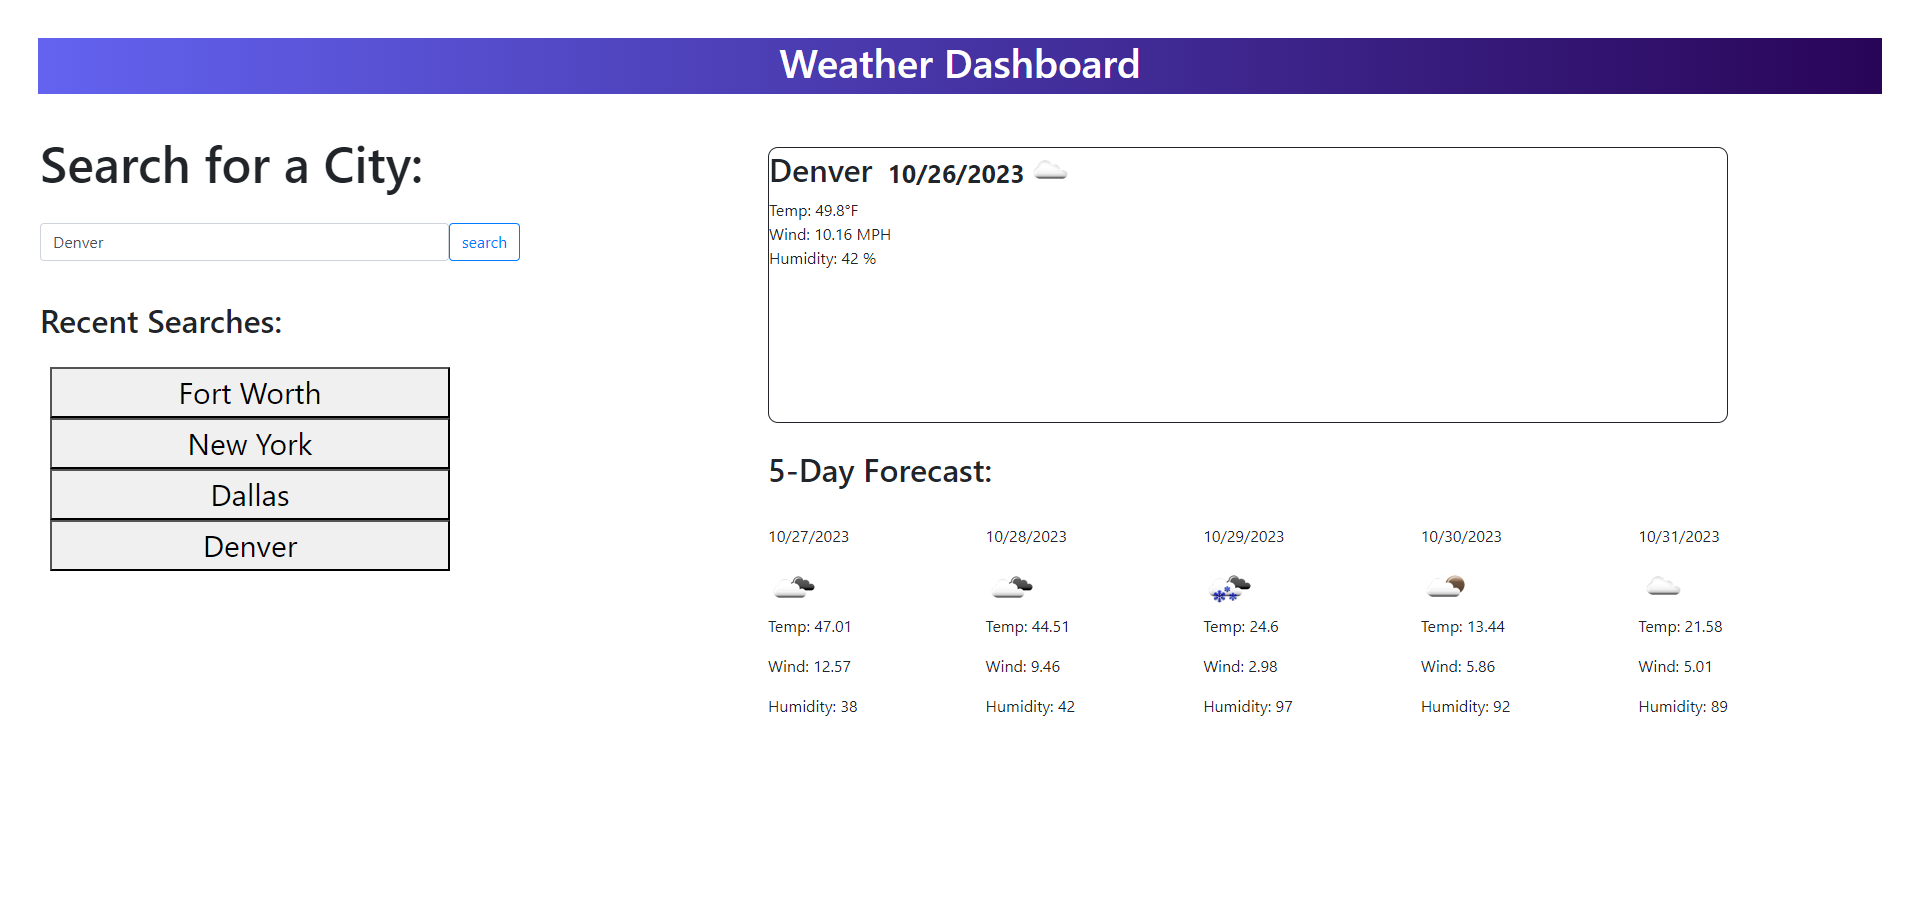 Weather Dashboard
Search for a City:
Denver
search
Recent Searches:
Fort Worth
New York
Dallas
Denver
Denver 10/26/2023
Temp: 49.8°F
Wind: 10.16 MPH
Humidity: 42 %
5-Day Forecast:
10/27/2023 10/28/2023 10/29/2023 10/30/2023 10/31/2023
Temp: 47.01 Temp: 44.51 Temp: 24.6 Temp: 13.44 Temp: 21.58
Wind: 12.57 Wind: 9.46 Wind: 2.98 Wind: 5.86 Wind: 5.01
Humidity: 38 Humidity: 42 Humidity: 97 Humidity: 92 Humidity: 89